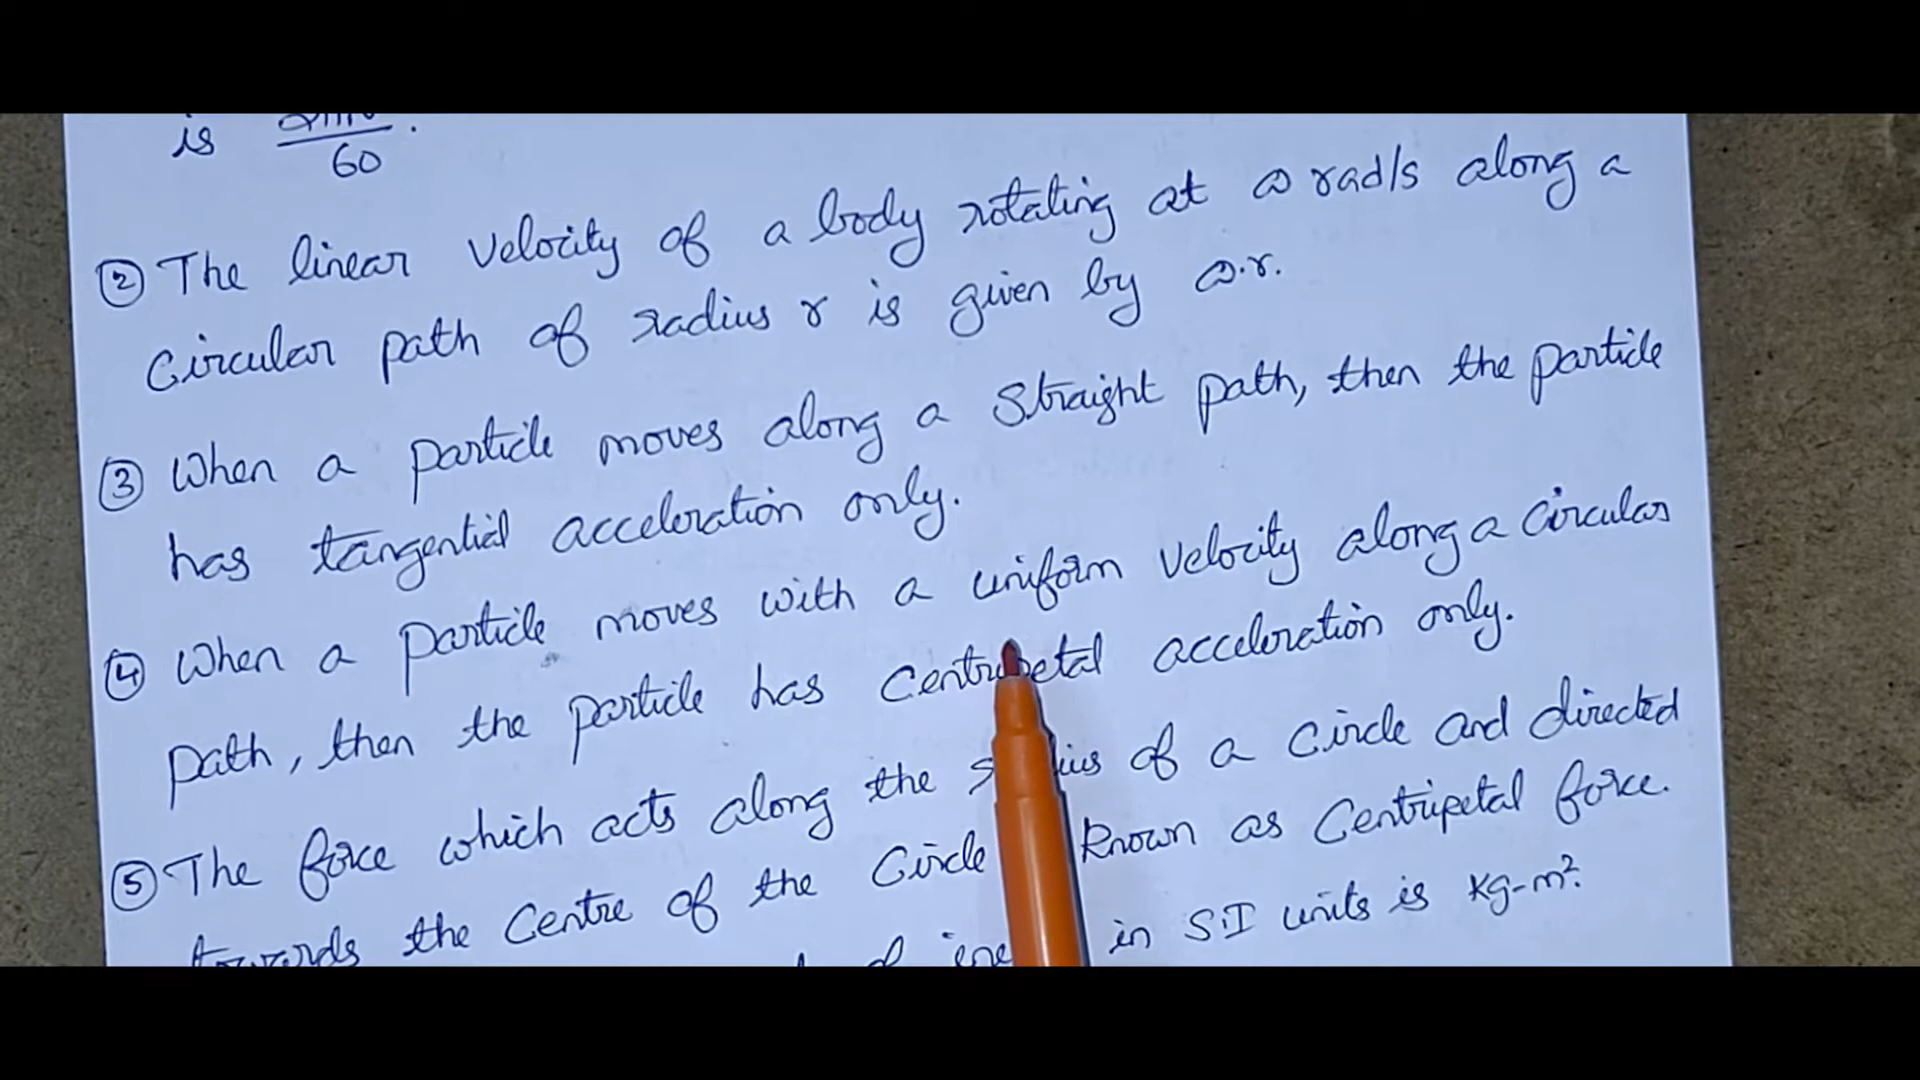 is
60
② The linear velocity of a body rotating at ω rad/s along a
circular path of radius r is given by ω.r.
③ When a particle moves along a straight path, then the particle
has tangential acceleration only.
④ When a particle moves with a uniform velocity along a circular
path, then the particle has centripetal acceleration only.
⑤ The force which acts along the of a circle and directed
towards the centre of the circle known as centripetal force.
in S.I units is kg-m².